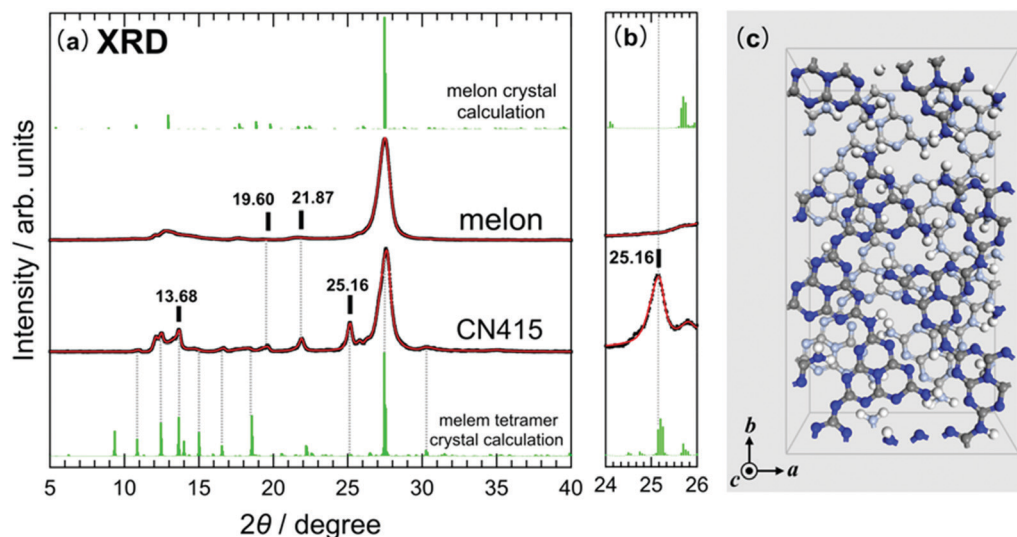 (a) XRD
melon crystal
calculation
19.60
21.87
melon
13.68
25.16
CN415
melem tetramer
crystal calculation
5 10 15 20 25 30 35 40
2θ / degree
Intensity / arb. units
(b)
25.16
24 25 26
(c)
b
c
a